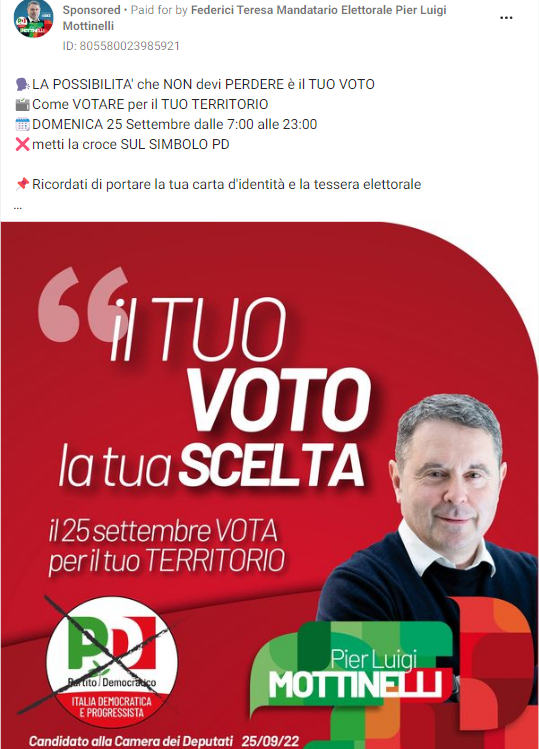 Sponsored • Paid for by Federici Teresa Mandatario Elettorale Pier Luigi
Mottinelli
ID: 805580023985921
🗣LA POSSIBILITA' che NON devi PERDERE è il TUO VOTO
🗳Come VOTARE per il TUO TERRITORIO
🗓DOMENICA 25 Settembre dalle 7:00 alle 23:00
❌metti la croce SUL SIMBOLO PD
📌Ricordati di portare la tua carta d'identità e la tessera elettorale
...
“il TUO
VOTO
la tua SCELTA
il 25 settembre VOTA
per il tuo TERRITORIO
PD
Partito Democratico
ITALIA DEMOCRATICA
E PROGRESSISTA
Pier Luigi
MOTTINELLI
Candidato alla Camera dei Deputati 25/09/22